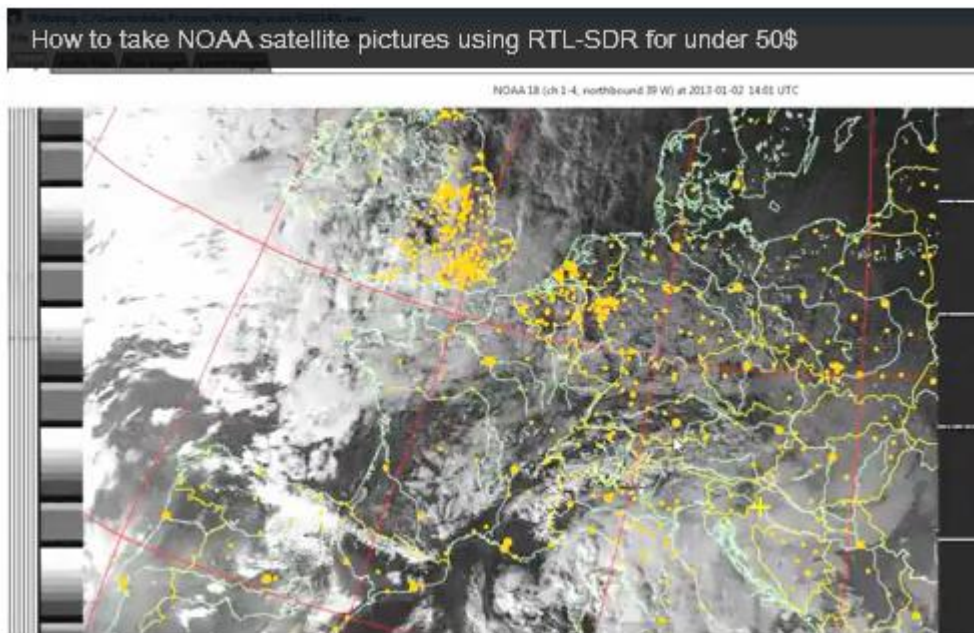 How to take NOAA satellite pictures using RTL-SDR for under 50$
NOAA 18 (ch 1-4, northbound 39 W) at 2013-01-02 14:01 UTC